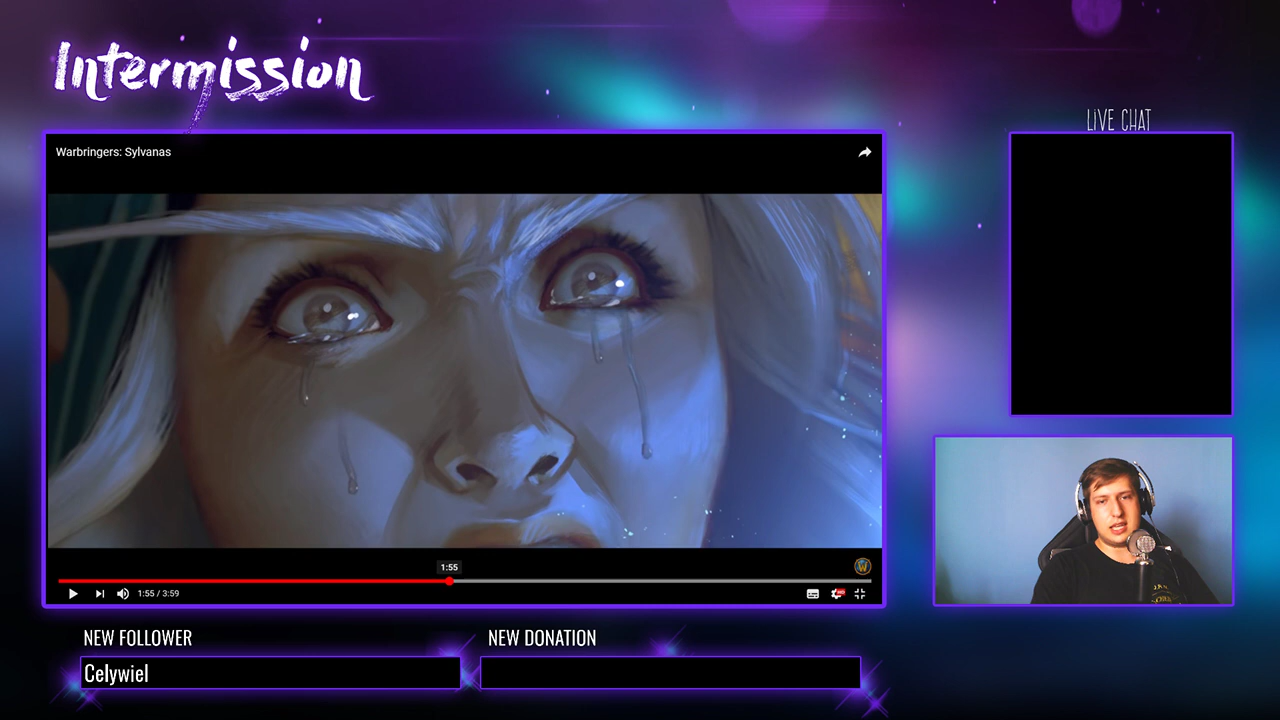 Intermission
LIVE CHAT
Warbringers: Sylvanas
1:55
1:55 / 3:59
NEW FOLLOWER
NEW DONATION
Celywiel